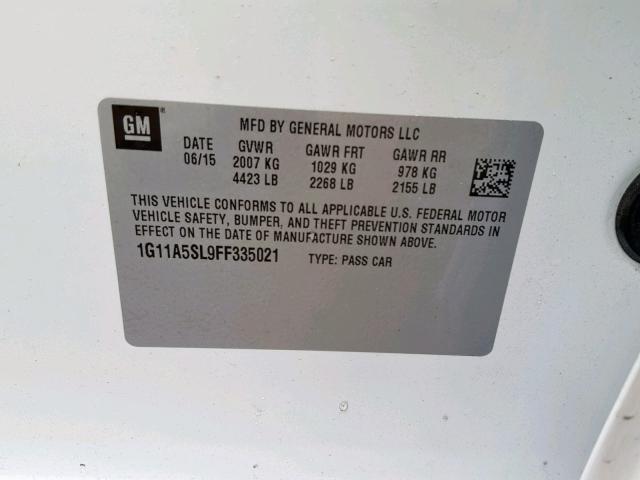 GM ®
MFD BY GENERAL MOTORS LLC
DATE GVWR GAWR FRT GAWR RR
06/15 2007 KG 1029 KG 978 KG
4423 LB 2268 LB 2155 LB
THIS VEHICLE CONFORMS TO ALL APPLICABLE U.S. FEDERAL MOTOR
VEHICLE SAFETY, BUMPER, AND THEFT PREVENTION STANDARDS IN
EFFECT ON THE DATE OF MANUFACTURE SHOWN ABOVE.
1G11A5SL9FF335021 TYPE: PASS CAR